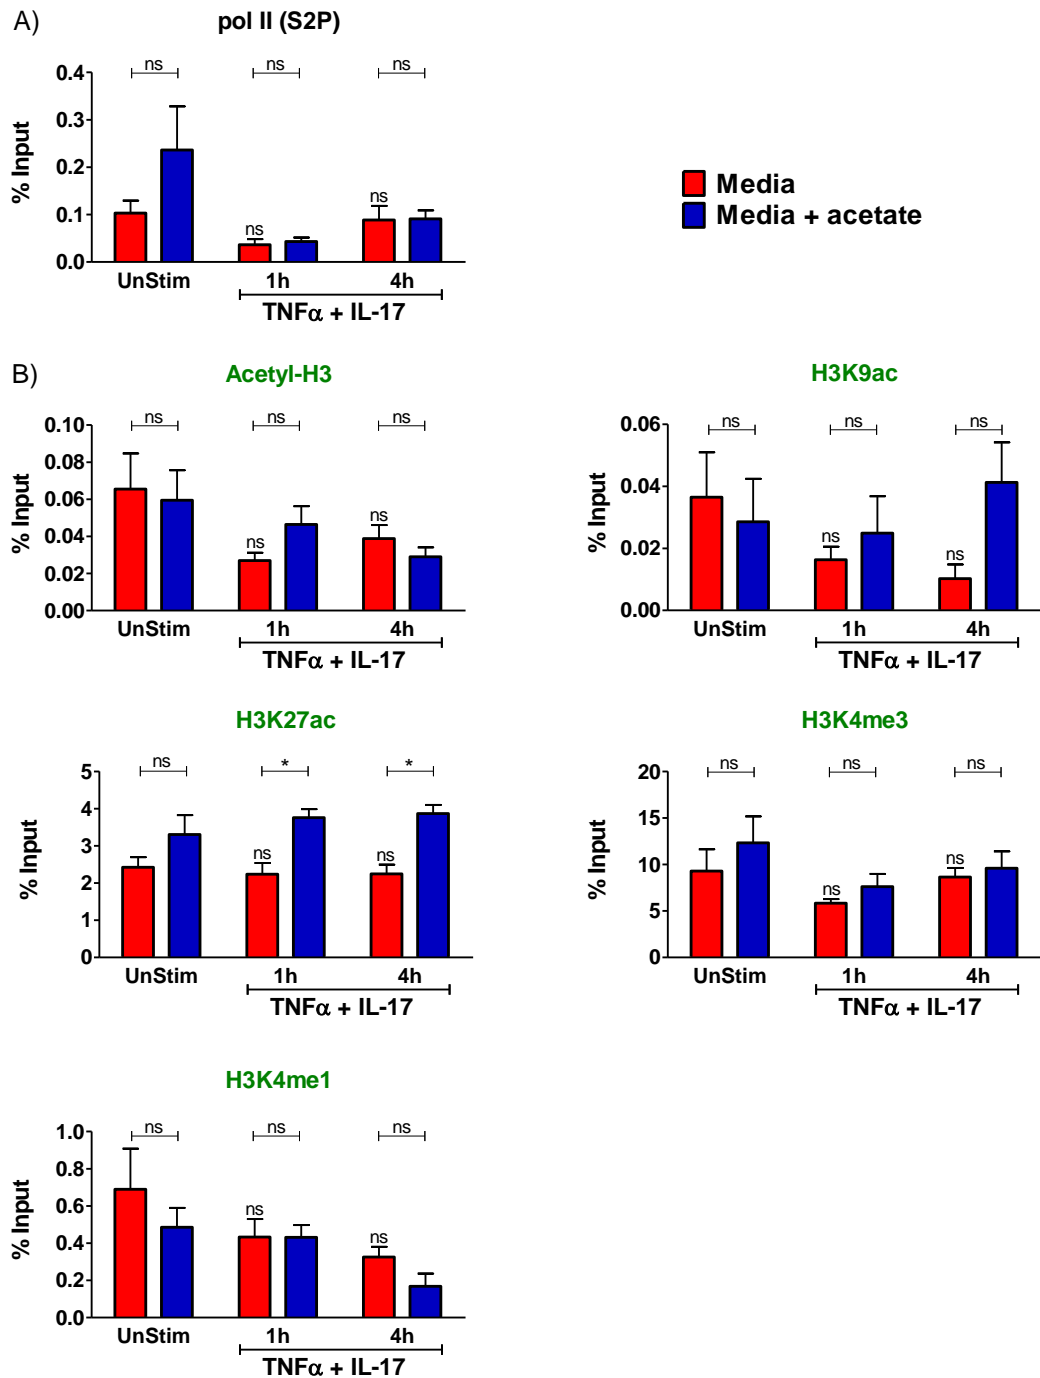 A)
pol II (S2P)
ns ns ns
0.4
0.3
0.2
0.1
0.0
% Input
ns
ns
UnStim 1h 4h
TNFα + IL-17
Media
Media + acetate
B)
Acetyl-H3
ns ns ns
0.10
0.08
0.06
0.04
0.02
0.00
% Input
ns
ns
UnStim 1h 4h
TNFα + IL-17
H3K9ac
ns ns ns
0.06
0.04
0.02
0.00
% Input
ns
ns
UnStim 1h 4h
TNFα + IL-17
H3K27ac
ns * *
5
4
3
2
1
0
% Input
ns
ns
UnStim 1h 4h
TNFα + IL-17
H3K4me3
ns ns ns
20
15
10
5
0
% Input
ns
ns
UnStim 1h 4h
TNFα + IL-17
H3K4me1
ns ns ns
1.0
0.8
0.6
0.4
0.2
0.0
% Input
ns
ns
UnStim 1h 4h
TNFα + IL-17